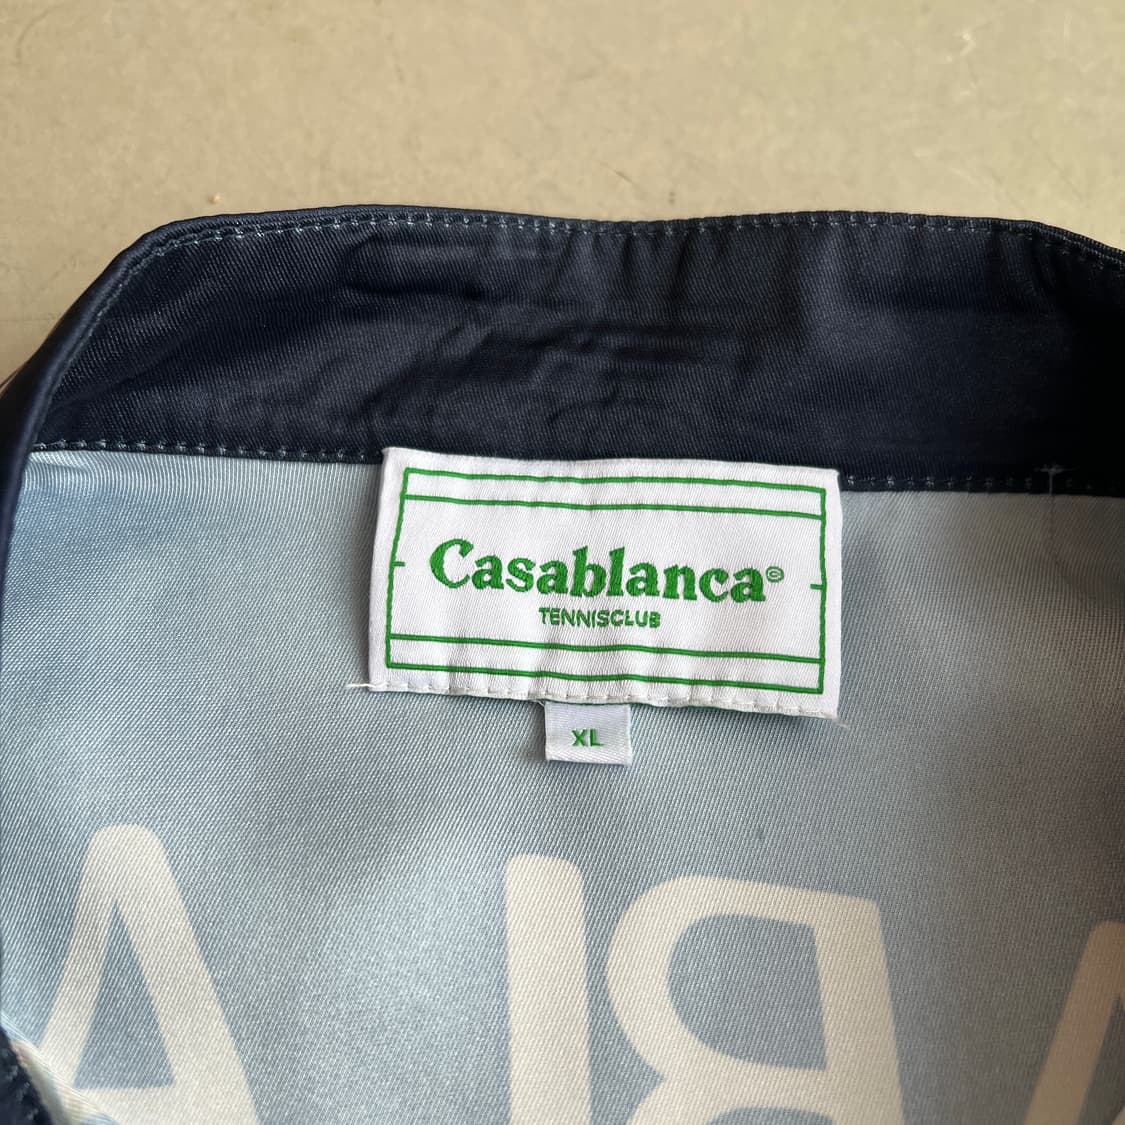 Casablanca©
TENNISCLUB
XL
A I B A